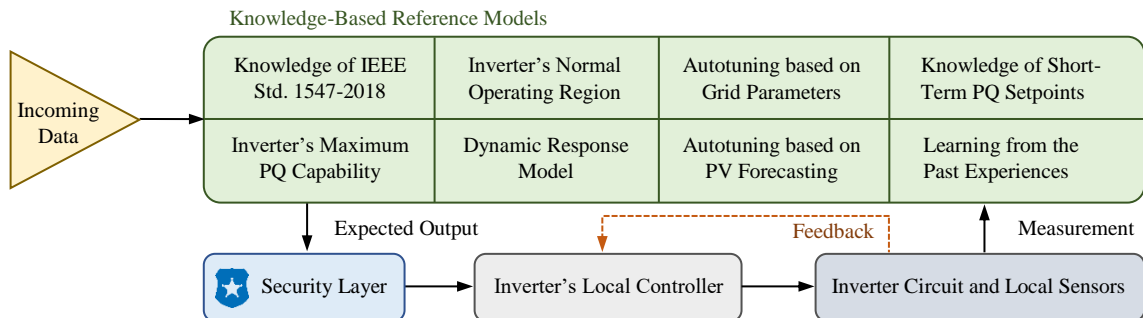 Knowledge-Based Reference Models
Incoming
Data
Knowledge of IEEE
Std. 1547-2018
Inverter’s Normal
Operating Region
Autotuning based on
Grid Parameters
Knowledge of Short-
Term PQ Setpoints
Inverter’s Maximum
PQ Capability
Dynamic Response
Model
Autotuning based on
PV Forecasting
Learning from the
Past Experiences
Expected Output
Feedback
Measurement
Security Layer
Inverter’s Local Controller
Inverter Circuit and Local Sensors